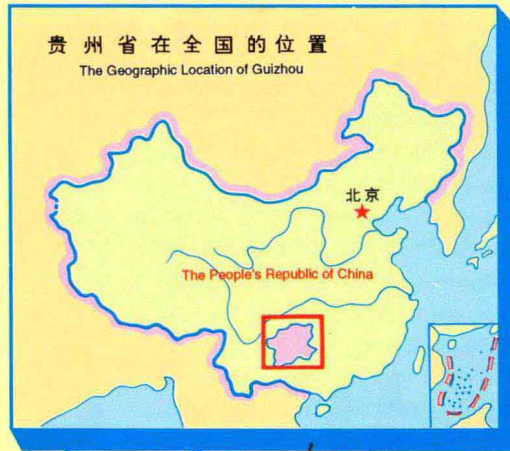 贵州省在全国的位置
The Geographic Location of Guizhou
北京
The People's Republic of China